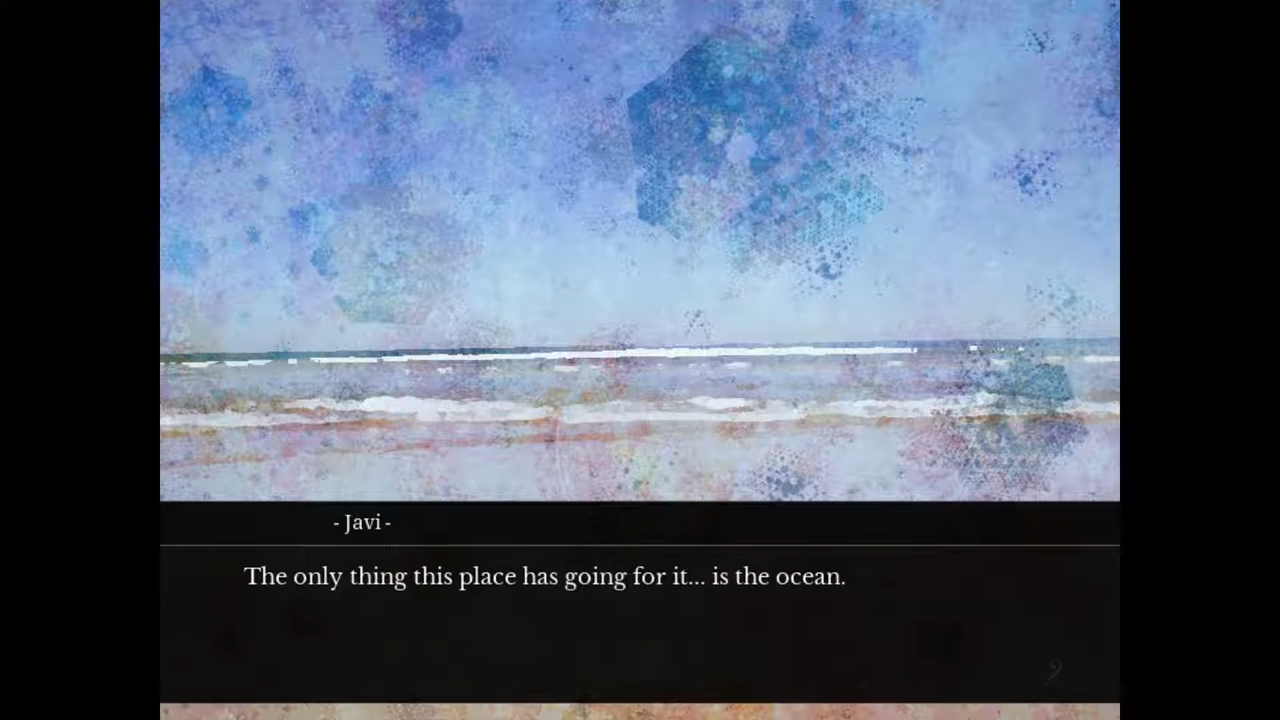 - Javi -
The only thing this place has going for it... is the ocean.